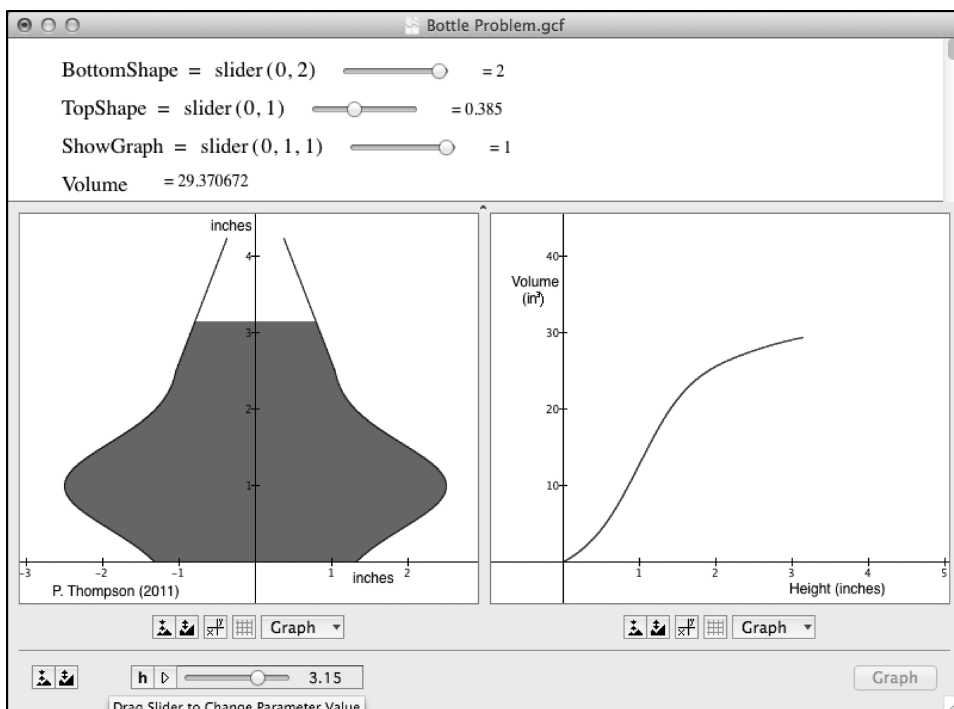 Bottle Problem.gcf
BottomShape = slider (0, 2) = 2
TopShape = slider (0, 1) = 0.385
ShowGraph = slider (0, 1, 1) = 1
Volume = 29.370672
inches
4
3
2
1
-3 -2 -1 1 2
inches
P. Thompson (2011)
40
Volume
(in³)
30
20
10
1 2 3 4 5
Height (inches)
Graph
Graph
h 3.15
Graph
Drag Slider to Change Parameter Value